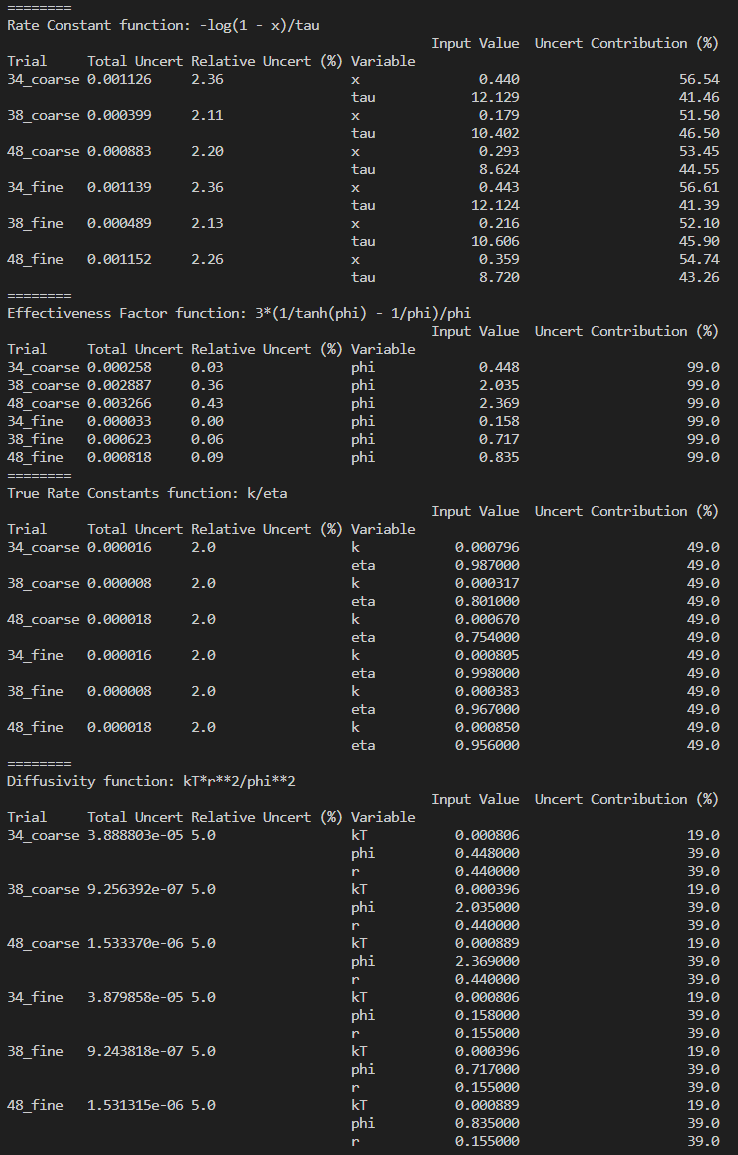 ========
Rate Constant function: -log(1 - x)/tau
Input Value Uncert Contribution (%)
Trial Total Uncert Relative Uncert (%) Variable
34_coarse 0.001126 2.36 x 0.440 56.54
tau 12.129 41.46
38_coarse 0.000399 2.11 x 0.179 51.50
tau 10.402 46.50
48_coarse 0.000883 2.20 x 0.293 53.45
tau 8.624 44.55
34_fine 0.001139 2.36 x 0.443 56.61
tau 12.124 41.39
38_fine 0.000489 2.13 x 0.216 52.10
tau 10.606 45.90
48_fine 0.001152 2.26 x 0.359 54.74
tau 8.720 43.26
========
Effectiveness Factor function: 3*(1/tanh(phi) - 1/phi)/phi
Input Value Uncert Contribution (%)
Trial Total Uncert Relative Uncert (%) Variable
34_coarse 0.000258 0.03 phi 0.448 99.0
38_coarse 0.002887 0.36 phi 2.035 99.0
48_coarse 0.003266 0.43 phi 2.369 99.0
34_fine 0.000033 0.00 phi 0.158 99.0
38_fine 0.000623 0.06 phi 0.717 99.0
48_fine 0.000818 0.09 phi 0.835 99.0
========
True Rate Constants function: k/eta
Input Value Uncert Contribution (%)
Trial Total Uncert Relative Uncert (%) Variable
34_coarse 0.000016 2.0 k 0.000796 49.0
eta 0.987000 49.0
38_coarse 0.000008 2.0 k 0.000317 49.0
eta 0.801000 49.0
48_coarse 0.000018 2.0 k 0.000670 49.0
eta 0.754000 49.0
34_fine 0.000016 2.0 k 0.000805 49.0
eta 0.998000 49.0
38_fine 0.000008 2.0 k 0.000383 49.0
eta 0.967000 49.0
48_fine 0.000018 2.0 k 0.000850 49.0
eta 0.956000 49.0
========
Diffusivity function: kT*r**2/phi**2
Input Value Uncert Contribution (%)
Trial Total Uncert Relative Uncert (%) Variable
34_coarse 3.888803e-05 5.0 kT 0.000806 19.0
phi 0.448000 39.0
r 0.440000 39.0
38_coarse 9.256392e-07 5.0 kT 0.000396 19.0
phi 2.035000 39.0
r 0.440000 39.0
48_coarse 1.533370e-06 5.0 kT 0.000889 19.0
phi 2.369000 39.0
r 0.440000 39.0
34_fine 3.879858e-05 5.0 kT 0.000806 19.0
phi 0.158000 39.0
r 0.155000 39.0
38_fine 9.243818e-07 5.0 kT 0.000396 19.0
phi 0.717000 39.0
r 0.155000 39.0
48_fine 1.531315e-06 5.0 kT 0.000889 19.0
phi 0.835000 39.0
r 0.155000 39.0